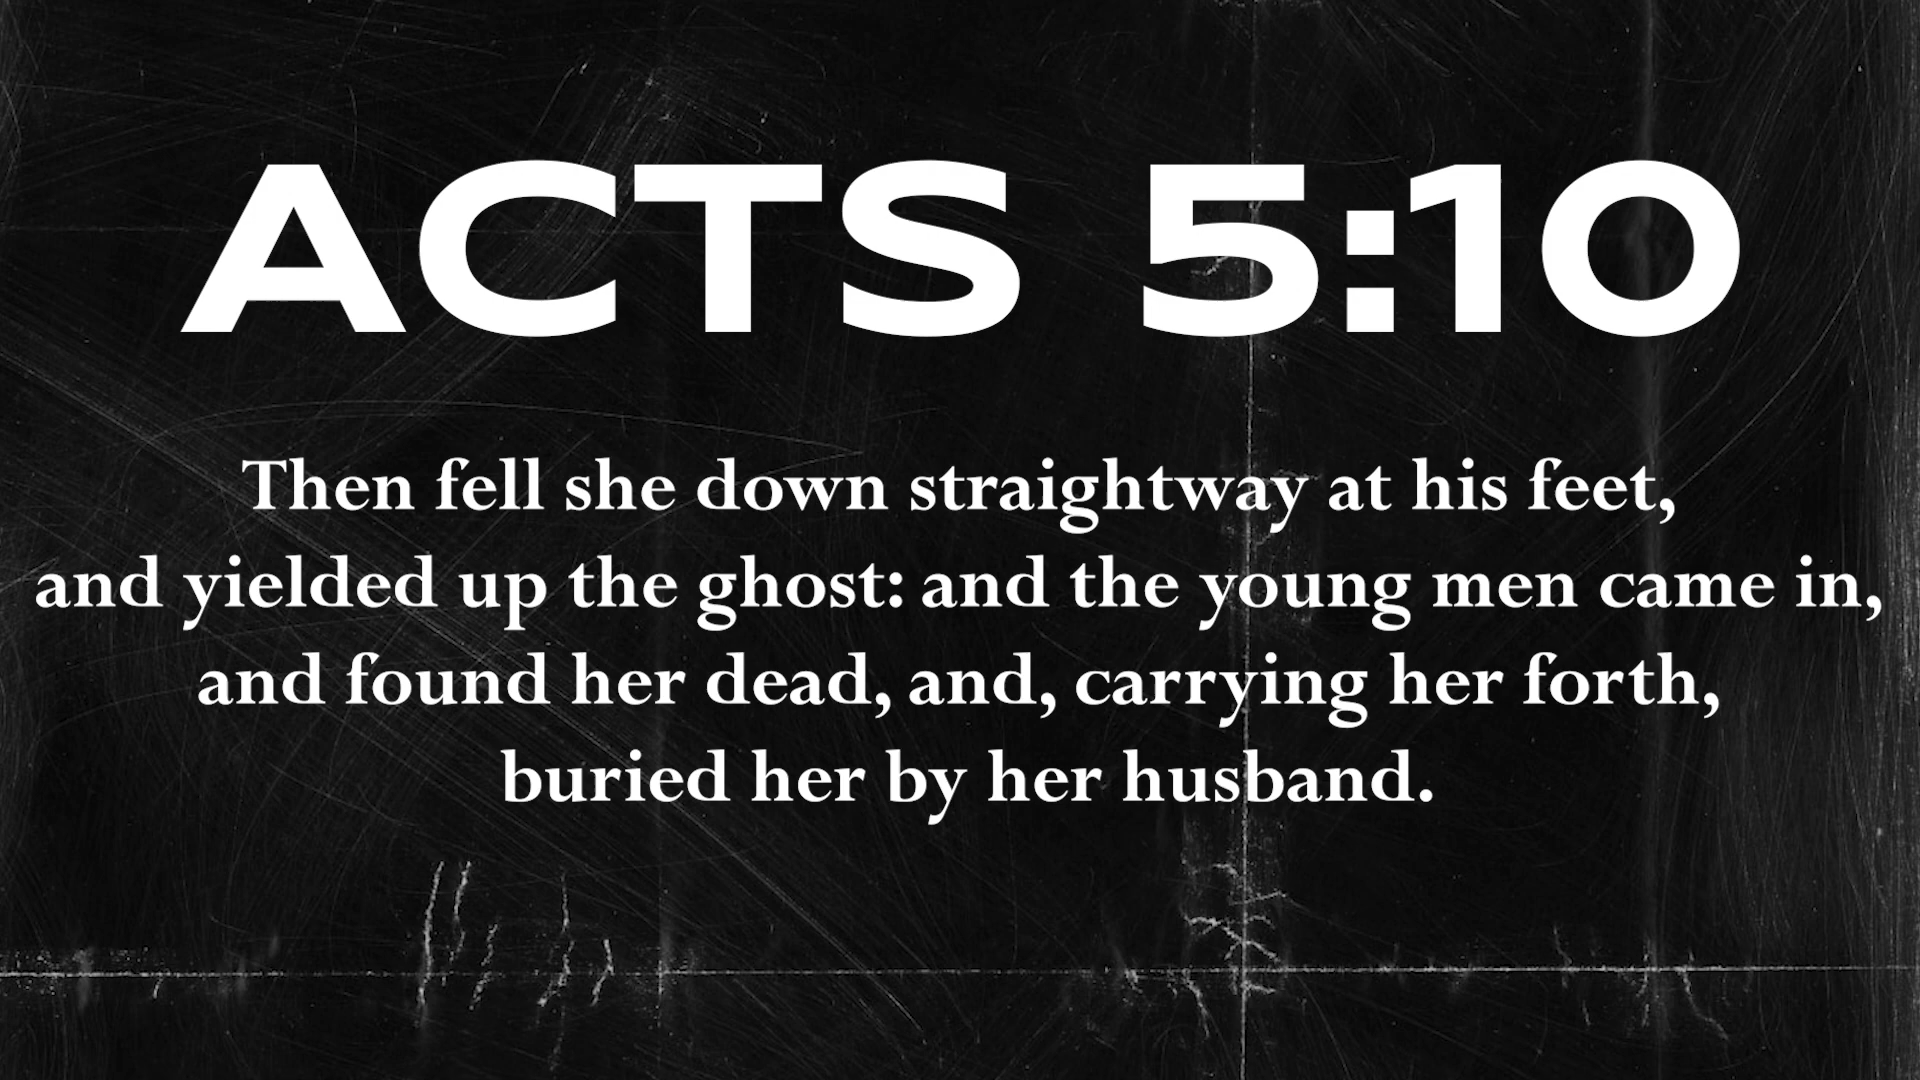 ACTS 5:10
Then fell she down straightway at his feet,
and yielded up the ghost: and the young men came in,
and found her dead, and, carrying her forth,
buried her by her husband.